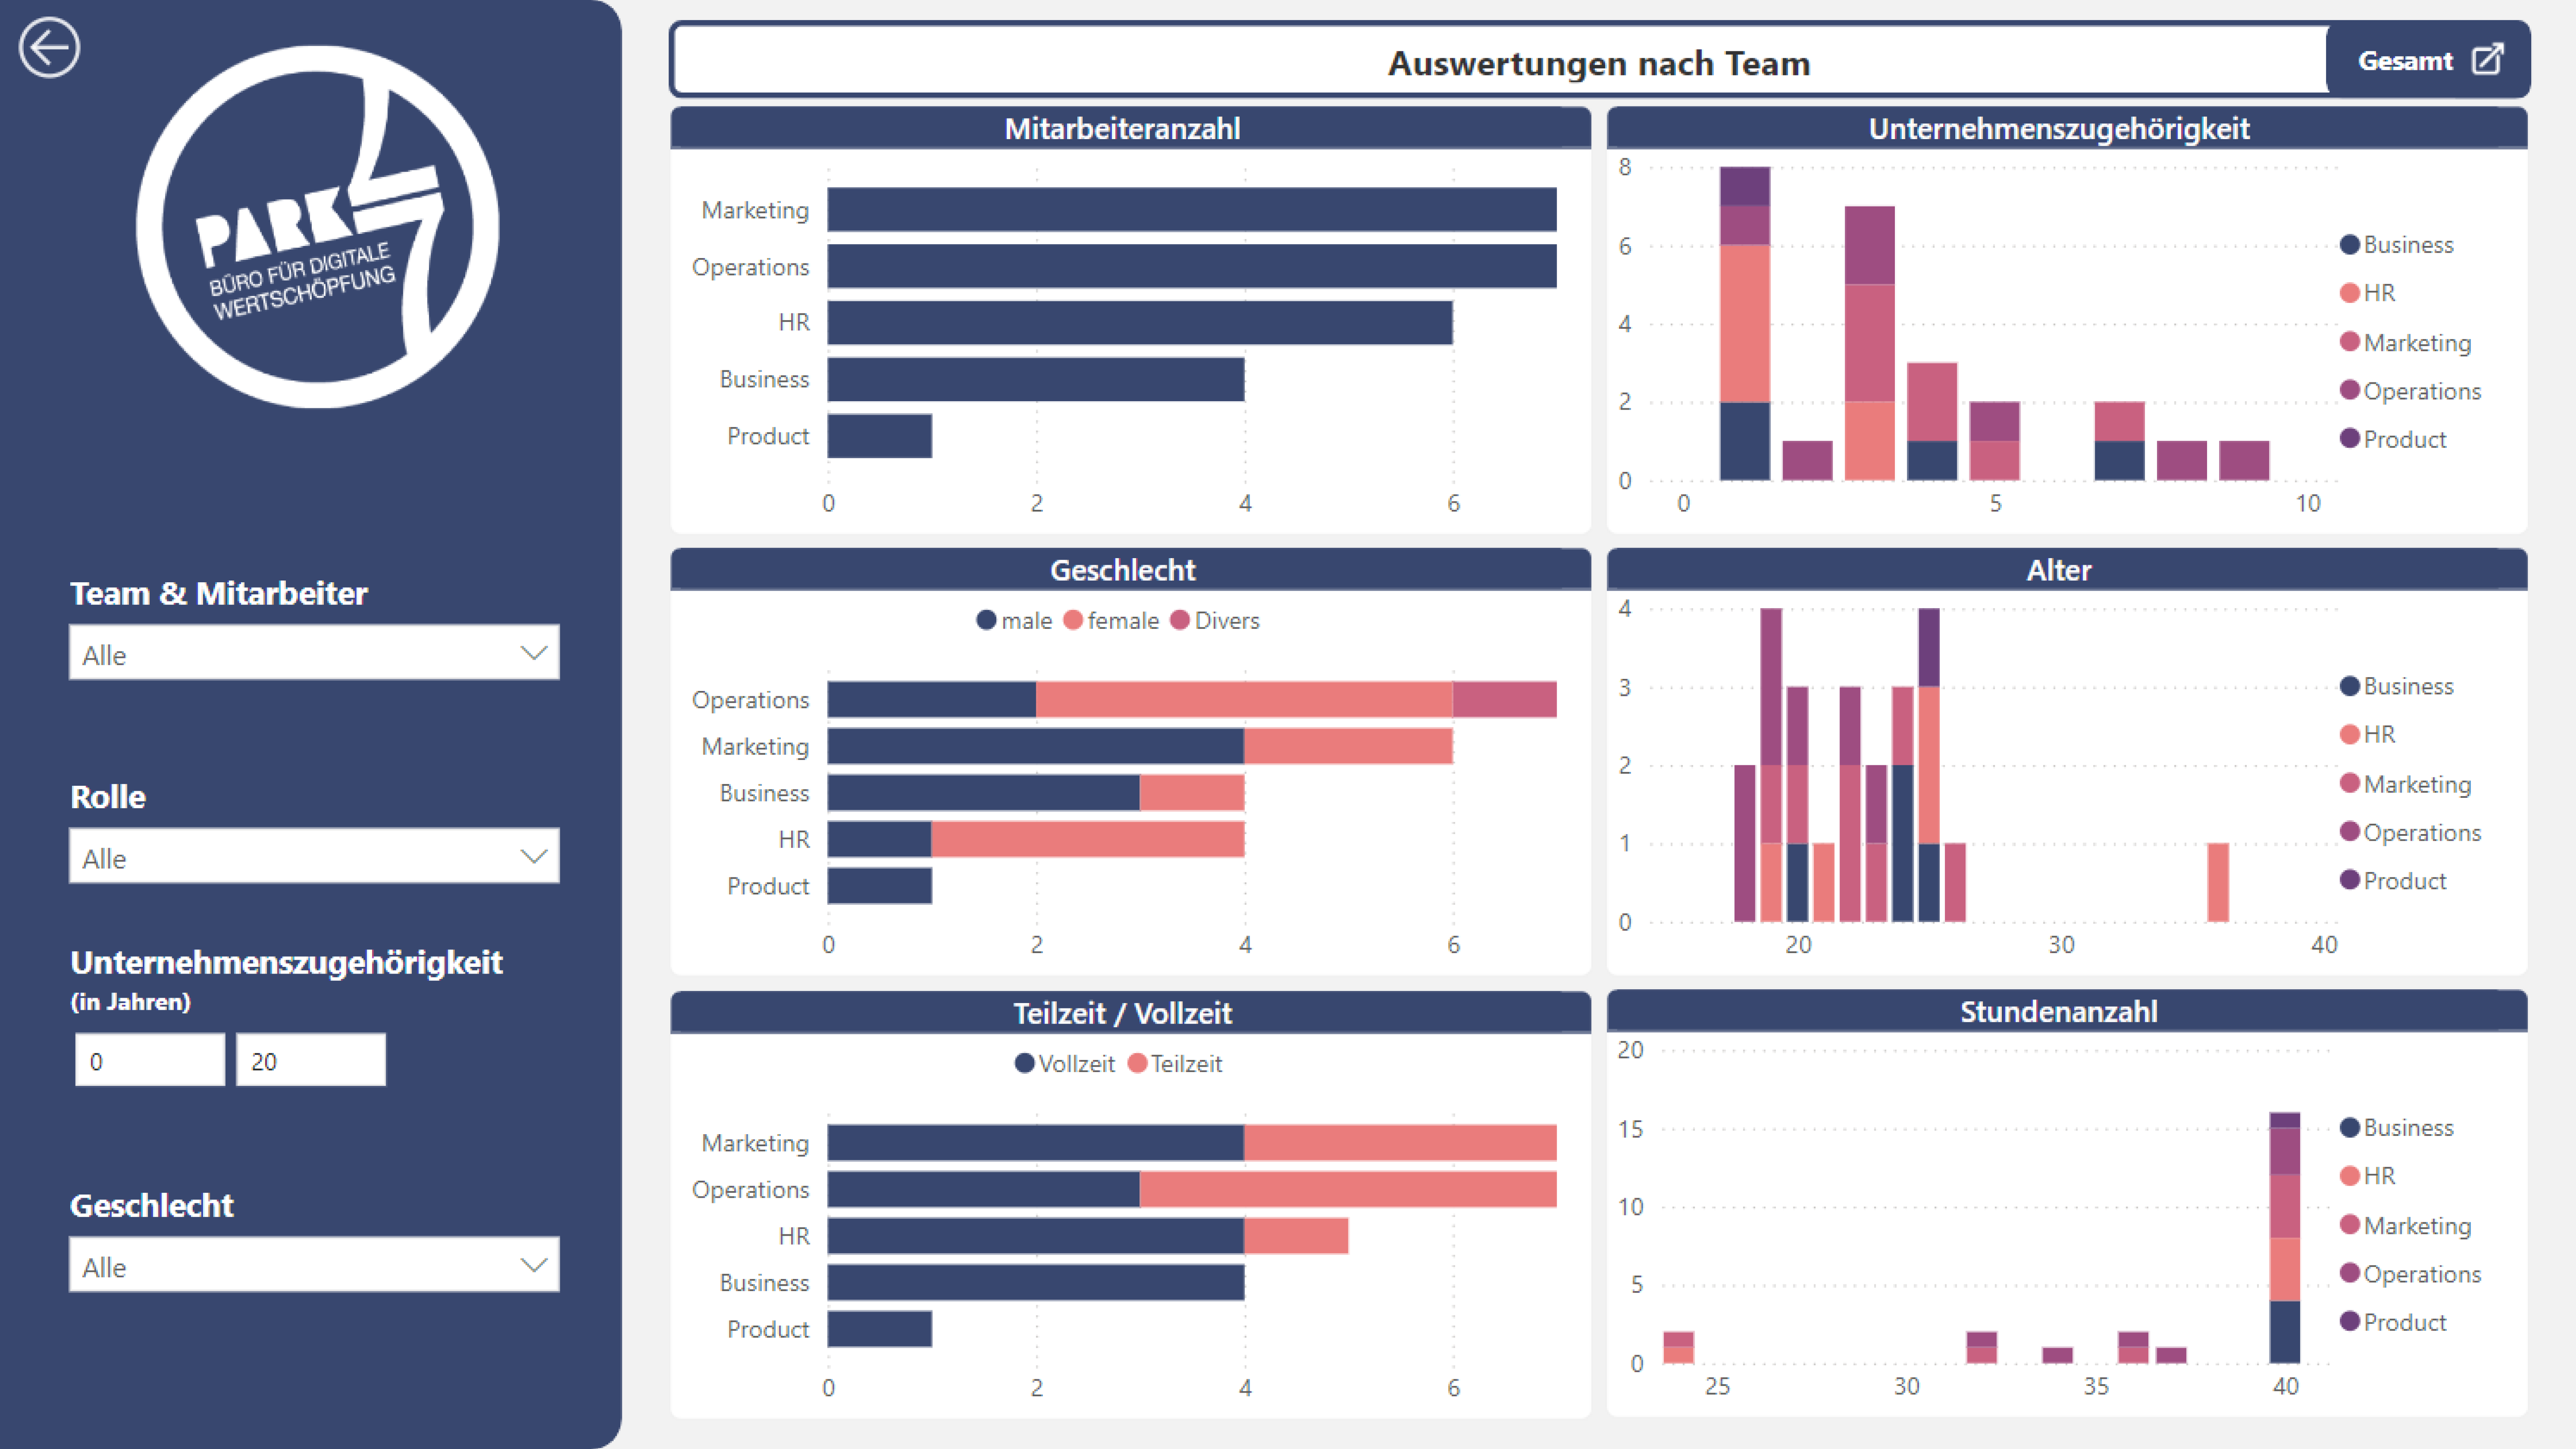 PARK 27
BÜRO FÜR DIGITALE
WERTSCHÖPFUNG
Team & Mitarbeiter
Alle
Rolle
Alle
Unternehmenszugehörigkeit
(in Jahren)
0 20
Geschlecht
Alle
Auswertungen nach Team
Gesamt
Mitarbeiteranzahl
Marketing
Operations
HR
Business
Product
0 2 4 6
Unternehmenszugehörigkeit
8
6
4
2
0
0 5 10
Business
HR
Marketing
Operations
Product
Geschlecht
male female Divers
Operations
Marketing
Business
HR
Product
0 2 4 6
Alter
4
3
2
1
0
20 30 40
Business
HR
Marketing
Operations
Product
Teilzeit / Vollzeit
Vollzeit Teilzeit
Marketing
Operations
HR
Business
Product
0 2 4 6
Stundenanzahl
20
15
10
5
0
25 30 35 40
Business
HR
Marketing
Operations
Product